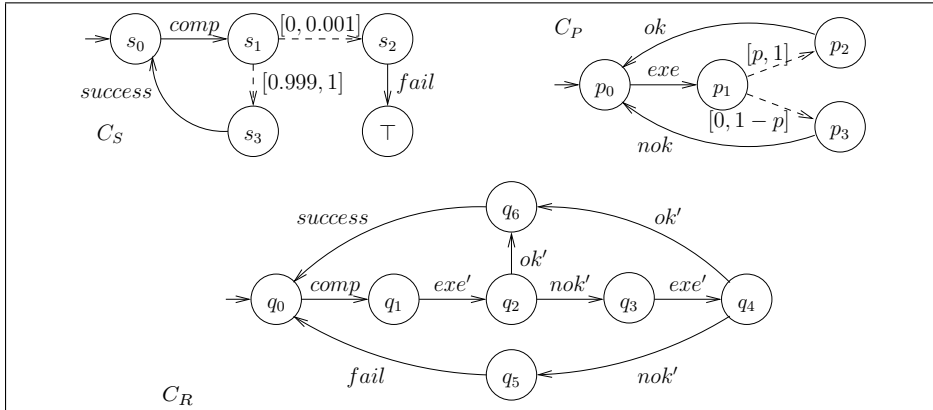 s₀ comp s₁ [0, 0.001] s₂
success [0.999, 1] fail
s₃ ⊤
C_S
C_P
ok
p₀ exe p₁ [p, 1] p₂
[0, 1 − p] p₃
nok
success q₆ ok′
ok′
q₀ comp q₁ exe′ q₂ nok′ q₃ exe′ q₄
fail q₅ nok′
C_R